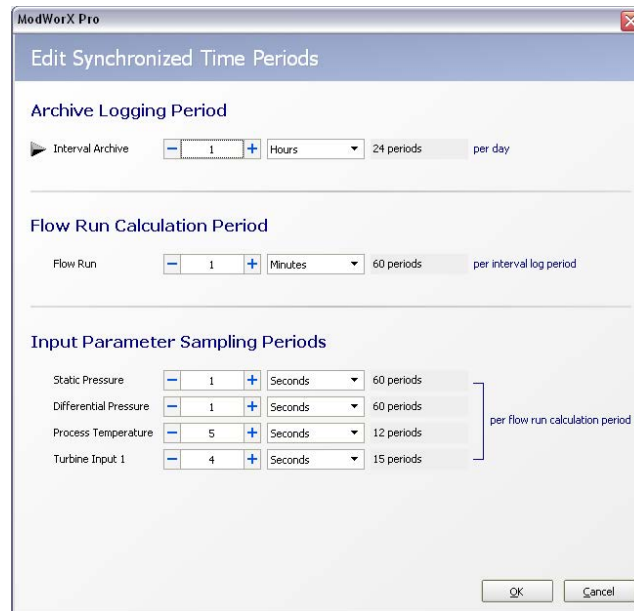 ModWorX Pro
Edit Synchronized Time Periods
Archive Logging Period
Interval Archive − 1 + Hours 24 periods per day
Flow Run Calculation Period
Flow Run − 1 + Minutes 60 periods per interval log period
Input Parameter Sampling Periods
Static Pressure − 1 + Seconds 60 periods
Differential Pressure − 1 + Seconds 60 periods
per flow run calculation period
Process Temperature − 5 + Seconds 12 periods
Turbine Input 1 − 4 + Seconds 15 periods
OK Cancel